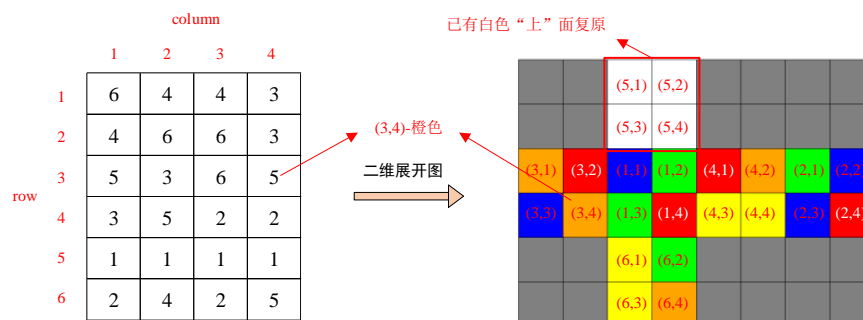 column
1 2 3 4
row
1 6 4 4 3
2 4 6 6 3
3 5 3 6 5
4 3 5 2 2
5 1 1 1 1
6 2 4 2 5
(3,4)-橙色
二维展开图
已有白色“上”面复原
(5,1) (5,2)
(5,3) (5,4)
(3,1) (3,2) (1,1) (1,2) (4,1) (4,2) (2,1) (2,2)
(3,3) (3,4) (1,3) (1,4) (4,3) (4,4) (2,3) (2,4)
(6,1) (6,2)
(6,3) (6,4)